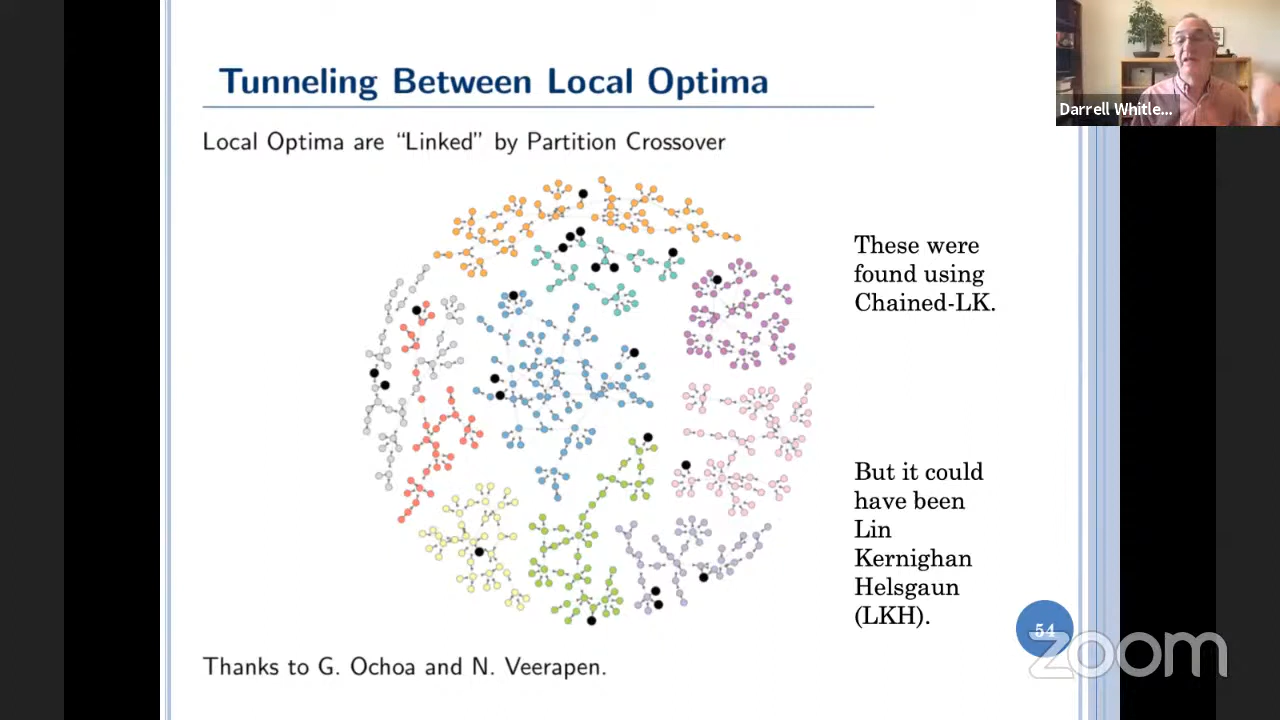 Tunneling Between Local Optima
Darrell Whitle...
Local Optima are “Linked” by Partition Crossover
These were
found using
Chained-LK.
But it could
have been
Lin
Kernighan
Helsgaun
(LKH).
54
zoom
Thanks to G. Ochoa and N. Veerapen.